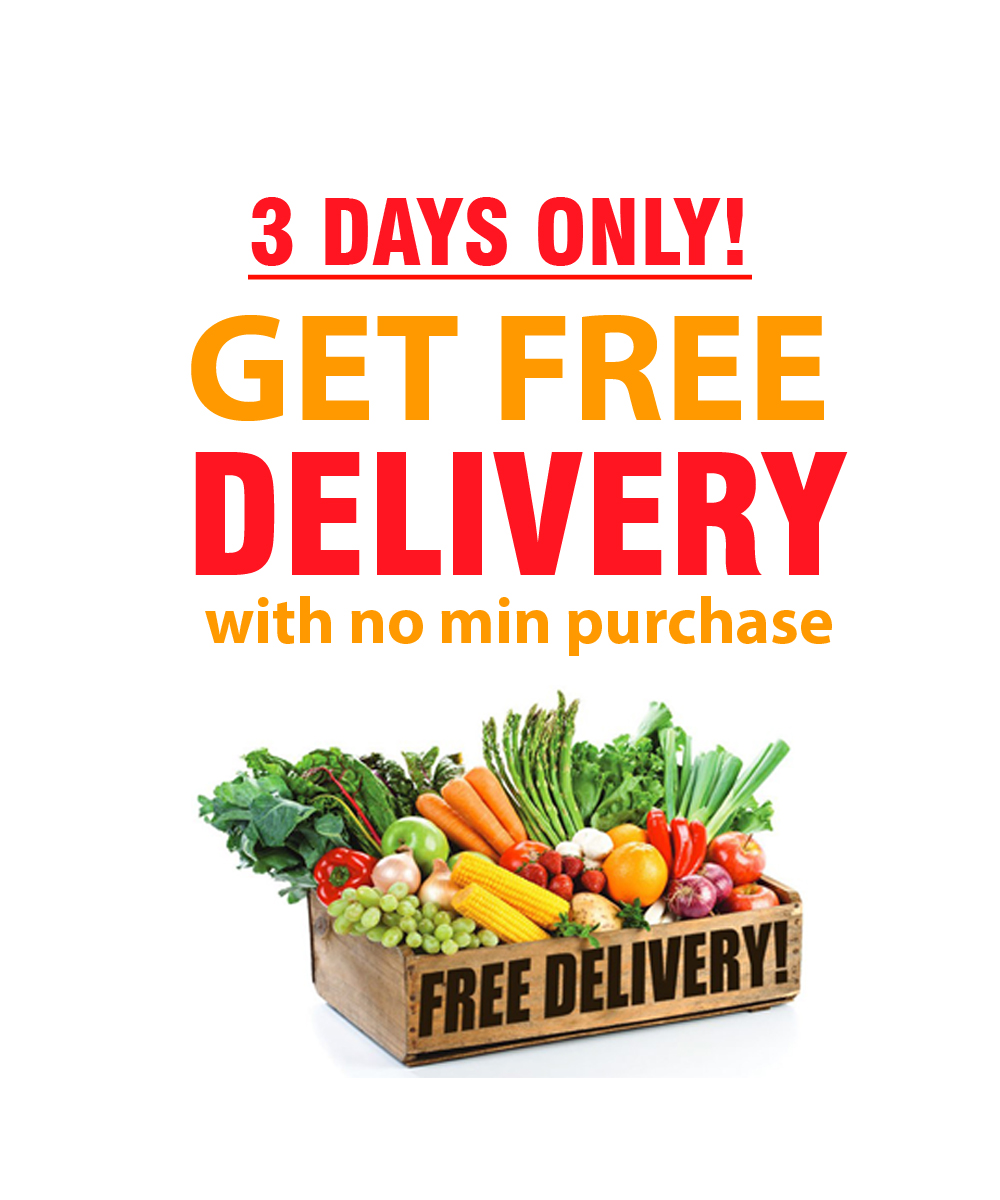 3 DAYS ONLY!
GET FREE
DELIVERY
with no min purchase
FREE DELIVERY!